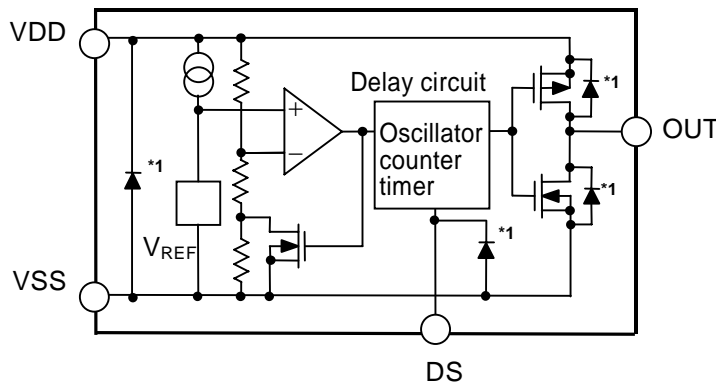 VDD
*1
Delay circuit
*1
+
−
Oscillator
counter
timer
OUT
*1
*1
VREF
VSS
*1
DS